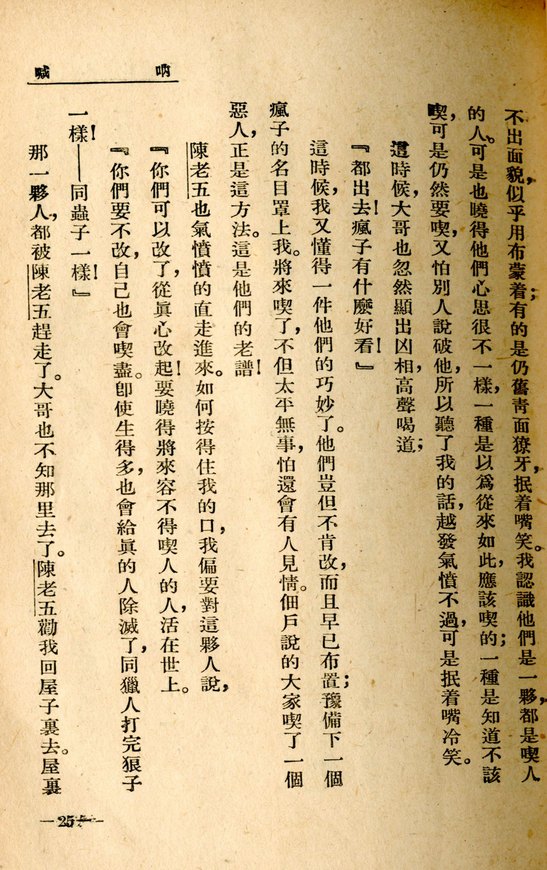 吶喊
不出面貌，似乎用布蒙着；有的是仍舊靑面獠牙，抿着嘴笑。我認識他們是一夥，都是喫人
的人。可是也曉得他們心思很不一樣，一種是以爲從來如此，應該喫的；一種是知道不該
喫，可是仍然要喫，又怕別人說破他，所以聽了我的話，越發氣憤不過，可是抿着嘴冷笑。
這時候，大哥也忽然顯出凶相，高聲喝道；
『都出去！瘋子有什麼好看！』
這時候，我又懂得一件他們的巧妙了。他們豈但不肯改，而且早已布置；豫備下一個
瘋子的名目罩上我。將來喫了，不但太平無事，怕還會有人見情。佃戶說的大家喫了一個
惡人，正是這方法。這是他們的老譜！
陳老五也氣憤憤的直走進來。如何按得住我的口，我偏要對這夥人說，
『你們可以改了，從眞心改起！要曉得將來容不得喫人的人，活在世上。
『你們要不改，自己也會喫盡。卽使生得多，也會給眞的人除滅了，同獵人打完狼子
一樣！——同蟲子一樣！』
那一夥人，都被陳老五趕走了。大哥也不知那里去了。陳老五勸我回屋子裏去。屋裏
—25—